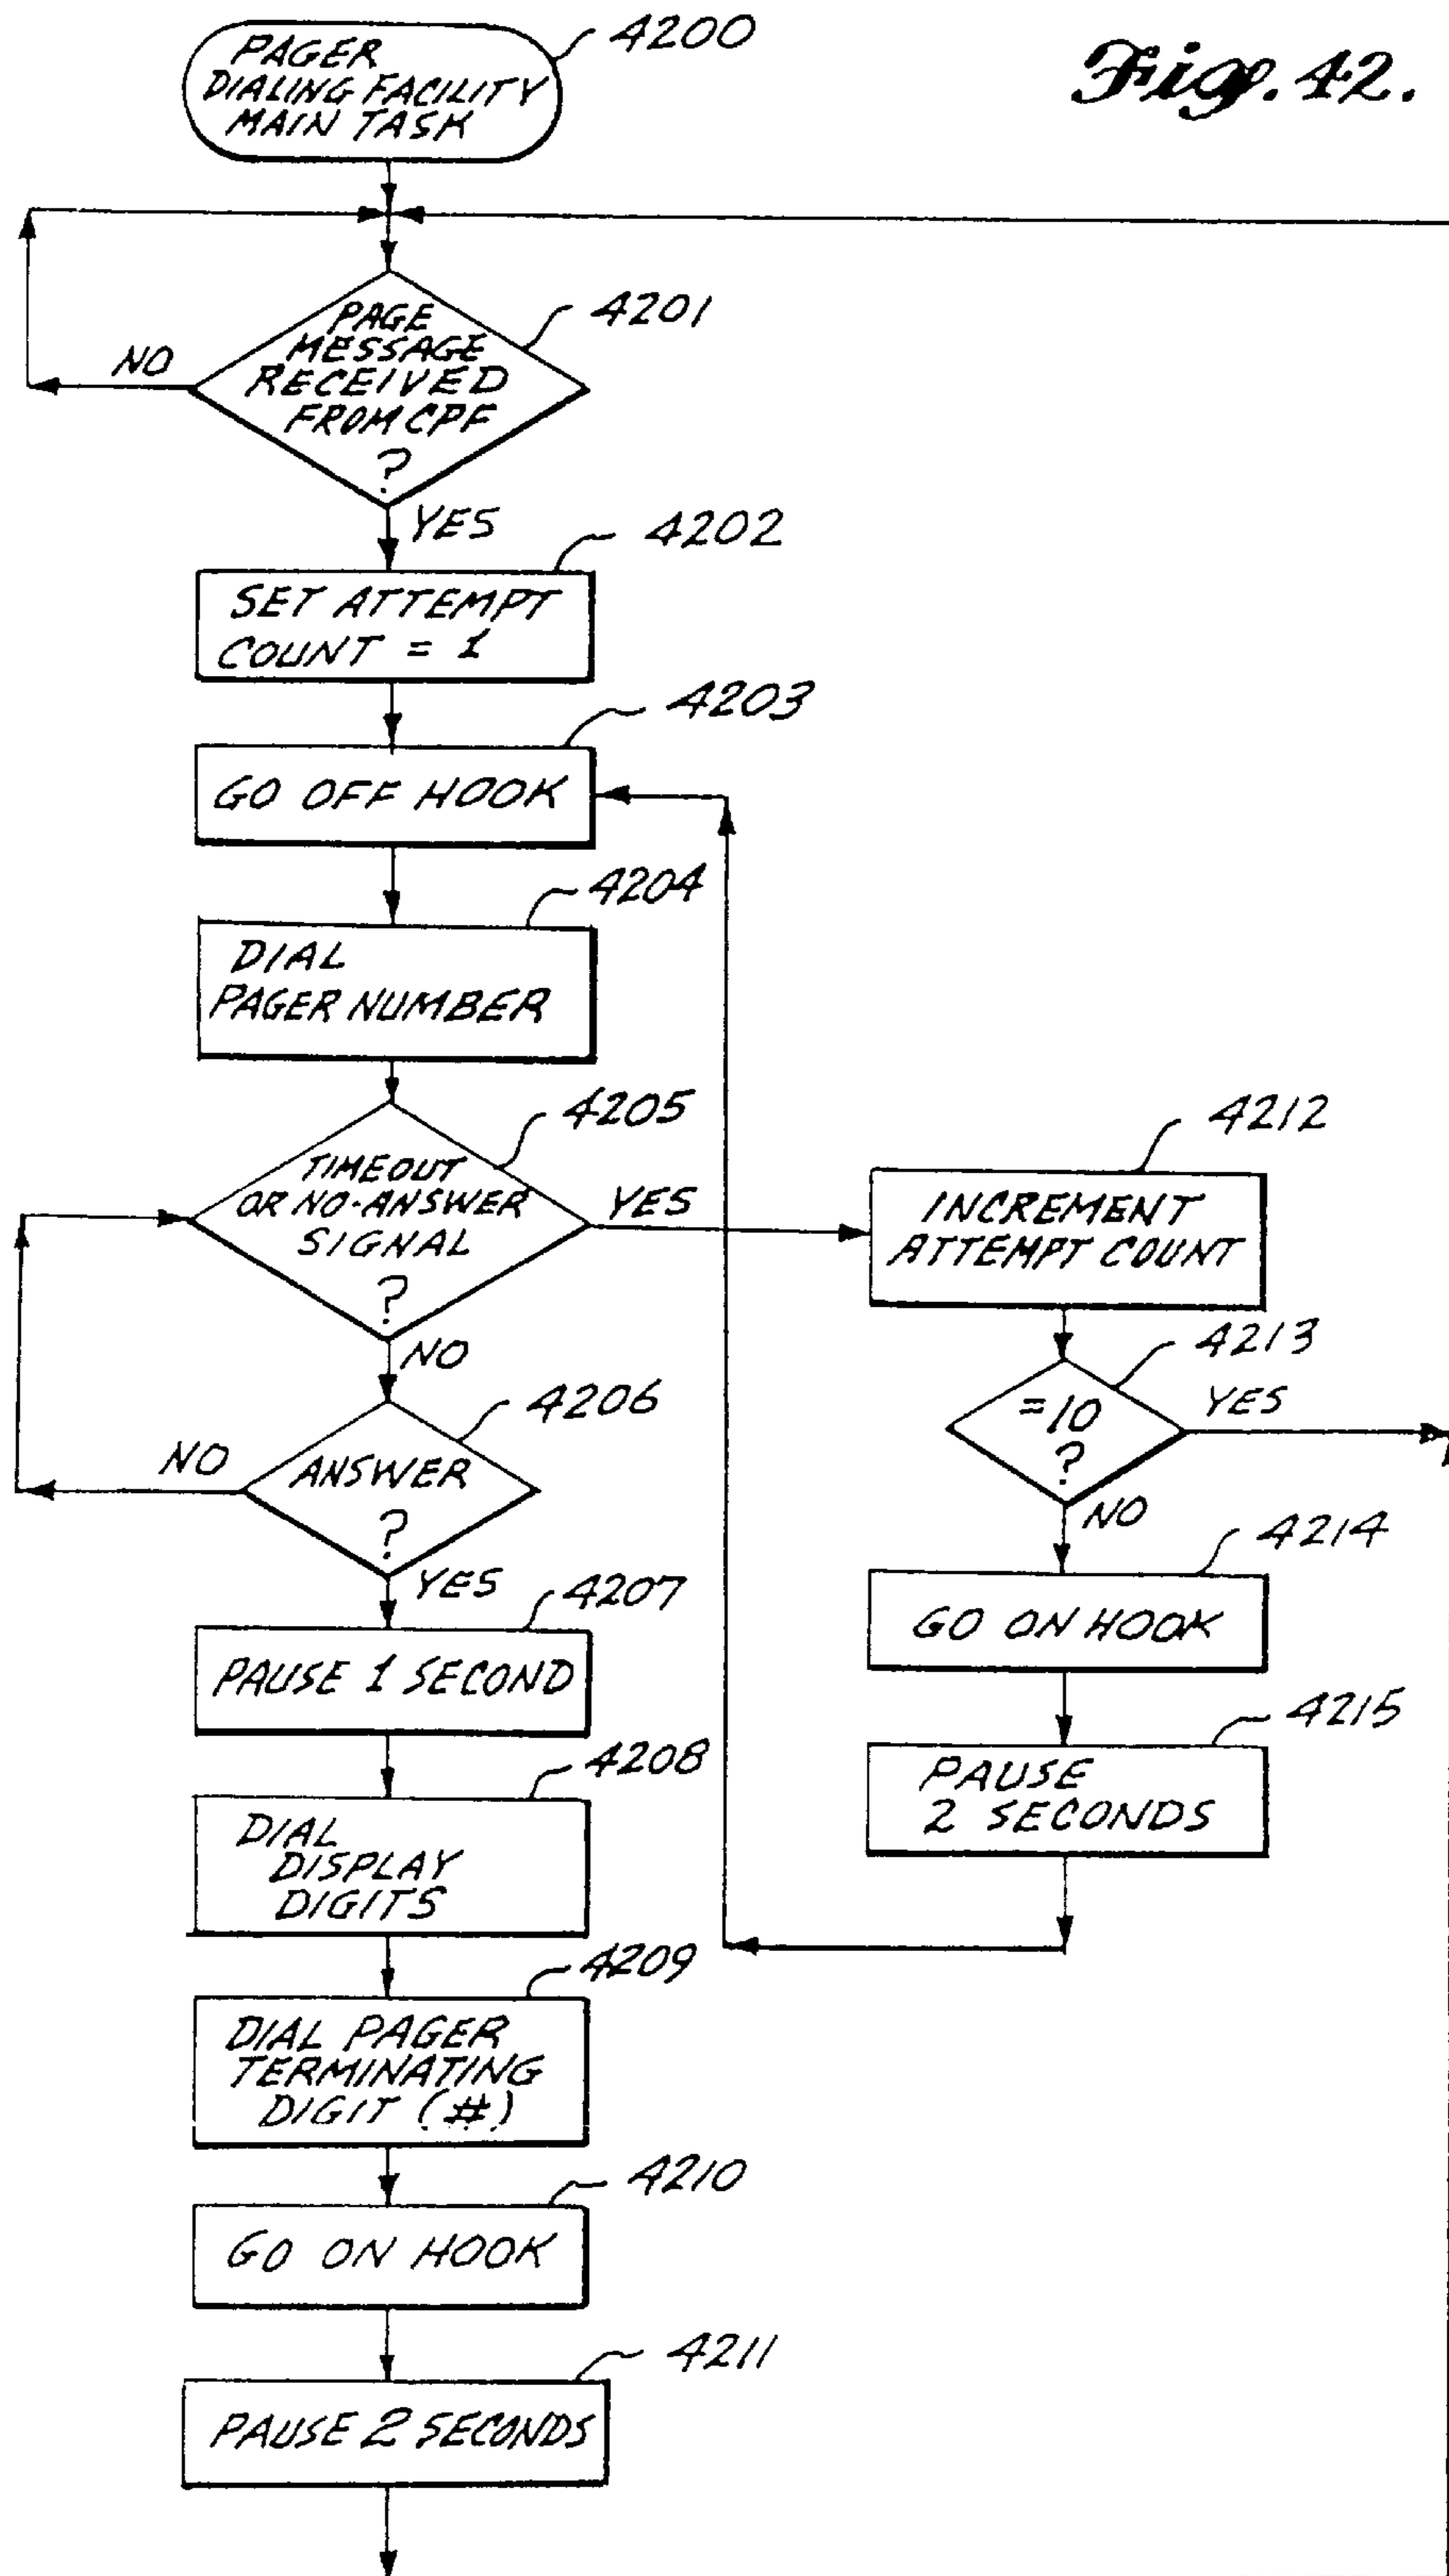 Fig. 42.
4200
PAGER
DIALING FACILITY
MAIN TASK
4201
PAGE
MESSAGE
RECEIVED
FROM CPF
?
NO
YES
4202
SET ATTEMPT
COUNT = 1
4203
GO OFF HOOK
4204
DIAL
PAGER NUMBER
4205
TIMEOUT
OR NO-ANSWER
SIGNAL
?
YES
NO
4206
ANSWER
?
NO
YES
4207
PAUSE 1 SECOND
4208
DIAL
DISPLAY
DIGITS
4209
DIAL PAGER
TERMINATING
DIGIT (#)
4210
GO ON HOOK
4211
PAUSE 2 SECONDS
4212
INCREMENT
ATTEMPT COUNT
4213
=10
?
YES
NO
4214
GO ON HOOK
4215
PAUSE
2 SECONDS